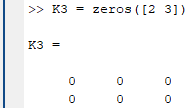 >> K3 = zeros([2 3])
K3 =
0 0 0
0 0 0